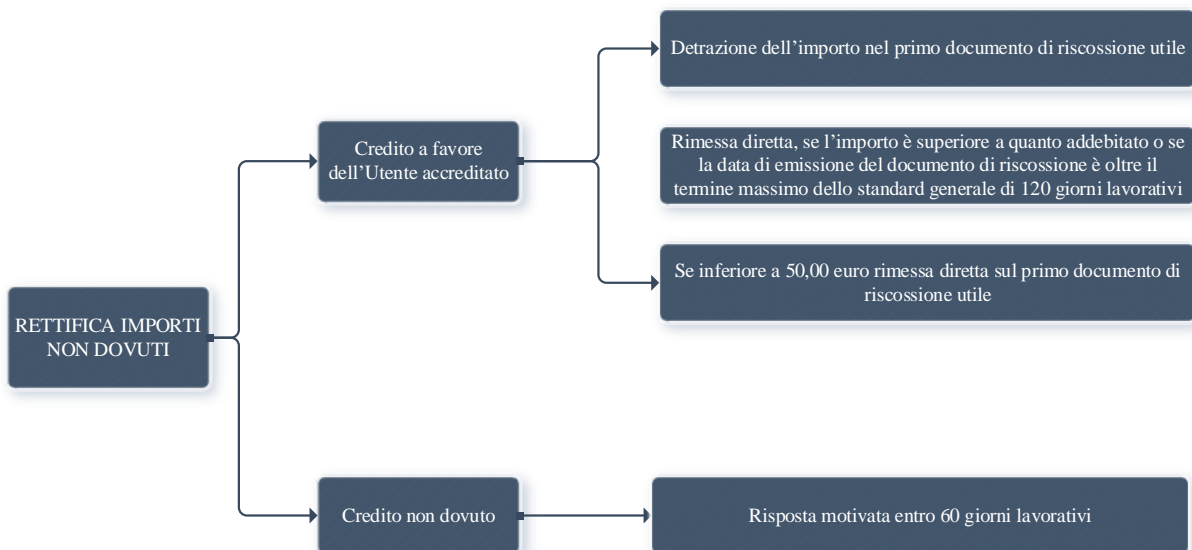 Detrazione dell’importo nel primo documento di riscossione utile
Credito a favore
dell’Utente accreditato
Rimessa diretta, se l’importo è superiore a quanto addebitato o se
la data di emissione del documento di riscossione è oltre il
termine massimo dello standard generale di 120 giorni lavorativi
Se inferiore a 50,00 euro rimessa diretta sul primo documento di
riscossione utile
RETTIFICA IMPORTI
NON DOVUTI
Credito non dovuto
Risposta motivata entro 60 giorni lavorativi